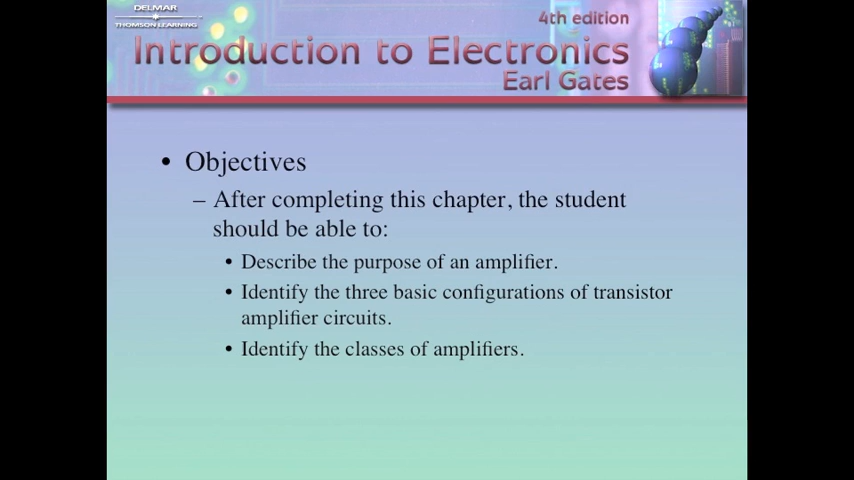 DELMAR
THOMSON LEARNING
4th edition
Introduction to Electronics
Earl Gates
• Objectives
– After completing this chapter, the student
should be able to:
• Describe the purpose of an amplifier.
• Identify the three basic configurations of transistor
amplifier circuits.
• Identify the classes of amplifiers.